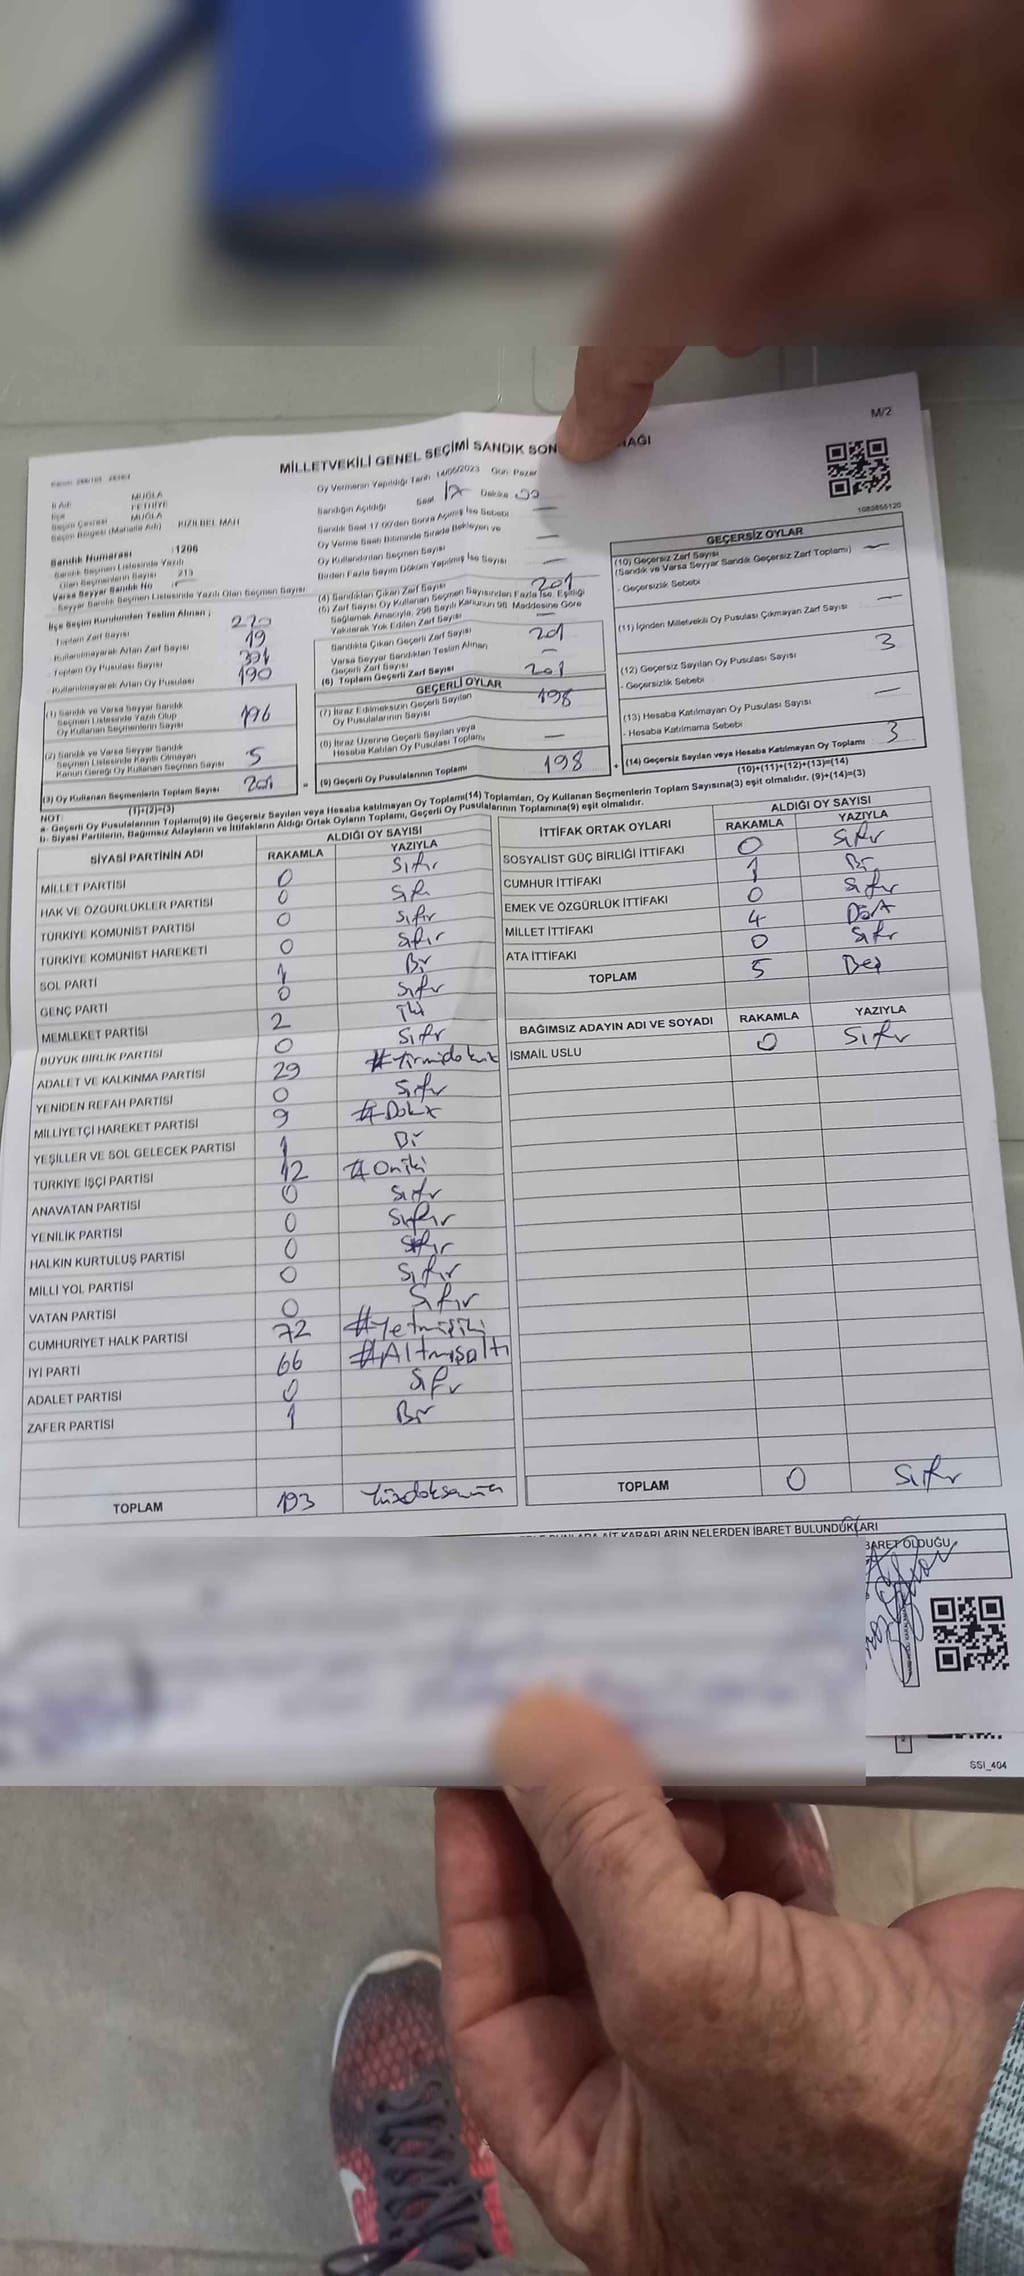 M/2
MİLLETVEKİLİ GENEL SEÇİMİ SANDIK SON
AĞI
1083855120
İl Adı MUĞLA
İlçe FETHİYE
Seçim Çevresi MUĞLA
Seçim Bölgesi (Mahalle Adı) KIZILBEL MAH
Sandık Numarası :1206
Sandık Seçmen Listesinde Yazılı
Olan Seçmenlerin Sayısı
Varsa Seyyar Sandık No
- Seyyar Sandık Seçmen Listesinde Yazılı Olan Seçmen Sayısı
İlçe Seçim Kurulundan Teslim Alınan ;
- Toplam Zarf Sayısı 220
- Kullanılmayarak Artan Zarf Sayısı 19
- Toplam Oy Pusulası Sayısı 391
- Kullanılmayarak Artan Oy Pusulası 190
(1) Sandık ve Varsa Seyyar Sandık
Seçmen Listesinde Yazılı Olup
Oy Kullanan Seçmenlerin Sayısı 196
(2) Sandık ve Varsa Seyyar Sandık
Seçmen Listesinde Kayıtlı Olmayan
Kanun Gereği Oy Kullanan Seçmen Sayısı 5
(3) Oy Kullanan Seçmenlerin Toplam Sayısı 201
(1)+(2)=(3)
Oy Vermenin Yapıldığı Tarih 14/05/2023 Gün Pazar
Sandığın Açıldığı Saat 17 Dakika 00
Sandık Saat 17.00'den Sonra Açılmış İse Sebebi —
Oy Verme Saati Bitiminde Sırada Bekleyen ve
Oy Kullandırılan Seçmen Sayısı —
Birden Fazla Sayım Döküm Yapılmış İse Sayısı —
(4) Sandıktan Çıkan Zarf Sayısı 201
(5) Zarf Sayısı Oy Kullanan Seçmen Sayısından Fazla İse, Eşitliği
Sağlamak Amacıyla, 298 Sayılı Kanunun 98. Maddesine Göre
Yakılarak Yok Edilen Zarf Sayısı —
Sandıkta Çıkan Geçerli Zarf Sayısı 201
Varsa Seyyar Sandıktan Teslim Alınan
Geçerli Zarf Sayısı —
(6) Toplam Geçerli Zarf Sayısı 201
GEÇERLİ OYLAR
(7) İtiraz Edilmeksizin Geçerli Sayılan
Oy Pusulalarının Sayısı 198
(8) İtiraz Üzerine Geçerli Sayılan veya
Hesaba Katılan Oy Pusulası Toplamı —
(9) Geçerli Oy Pusulalarının Toplamı 198
GEÇERSİZ OYLAR
(10) Geçersiz Zarf Sayısı
(Sandık ve Varsa Seyyar Sandık Geçersiz Zarf Toplamı) —
- Geçersizlik Sebebi
(11) İçinden Milletvekili Oy Pusulası Çıkmayan Zarf Sayısı —
(12) Geçersiz Sayılan Oy Pusulası Sayısı 3
- Geçersizlik Sebebi
(13) Hesaba Katılmayan Oy Pusulası Sayısı —
- Hesaba Katılmama Sebebi
(14) Geçersiz Sayılan veya Hesaba Katılmayan Oy Toplamı 3
(10)+(11)+(12)+(13)=(14)
NOT:
a- Geçerli Oy Pusulalarının Toplamı(9) ile Geçersiz Sayılan veya Hesaba katılmayan Oy Toplamı(14) Toplamları, Oy Kullanan Seçmenlerin Toplam Sayısına(3) eşit olmalıdır. (9)+(14)=(3)
b- Siyasi Partilerin, Bağımsız Adayların ve İttifakların Aldığı Ortak Oyların Toplamı, Geçerli Oy Pusulalarının Toplamına(9) eşit olmalıdır.
SİYASİ PARTİNİN ADI ALDIĞI OY SAYISI
RAKAMLA YAZIYLA
MİLLET PARTİSİ 0 Sıfır
HAK VE ÖZGÜRLÜKLER PARTİSİ 0 Sıfır
TÜRKİYE KOMÜNİST PARTİSİ 0 Sıfır
TÜRKİYE KOMÜNİST HAREKETİ 0 Sıfır
SOL PARTİ 1 Bir
GENÇ PARTİ 0 Sıfır
MEMLEKET PARTİSİ 2 İki
BÜYÜK BİRLİK PARTİSİ 0 Sıfır
ADALET VE KALKINMA PARTİSİ 29 #Yirmidokuz
YENİDEN REFAH PARTİSİ 0 Sıfır
MİLLİYETÇİ HAREKET PARTİSİ 9 #Dokuz
YEŞİLLER VE SOL GELECEK PARTİSİ 1 Bir
TÜRKİYE İŞÇİ PARTİSİ 12 #Oniki
ANAVATAN PARTİSİ 0 Sıfır
YENİLİK PARTİSİ 0 Sıfır
HALKIN KURTULUŞ PARTİSİ 0 Sıfır
MİLLİ YOL PARTİSİ 0 Sıfır
VATAN PARTİSİ 0 Sıfır
CUMHURİYET HALK PARTİSİ 72 #Yetmişiki
İYİ PARTİ 66 #Altmışaltı
ADALET PARTİSİ 0 Sıfır
ZAFER PARTİSİ 1 Bir
TOPLAM 193 Yüzdoksanüç
İTTİFAK ORTAK OYLARI ALDIĞI OY SAYISI
RAKAMLA YAZIYLA
SOSYALİST GÜÇ BİRLİĞİ İTTİFAKI 0 Sıfır
CUMHUR İTTİFAKI 1 Bir
EMEK VE ÖZGÜRLÜK İTTİFAKI 0 Sıfır
MİLLET İTTİFAKI 4 Dört
ATA İTTİFAKI 0 Sıfır
TOPLAM 5 Beş
BAĞIMSIZ ADAYIN ADI VE SOYADI RAKAMLA YAZIYLA
İSMAİL USLU 0 Sıfır
TOPLAM 0 Sıfır
KARARLARIN NELERDEN İBARET BULUNDUKLARI
BARET OLDUĞU
SSI_404